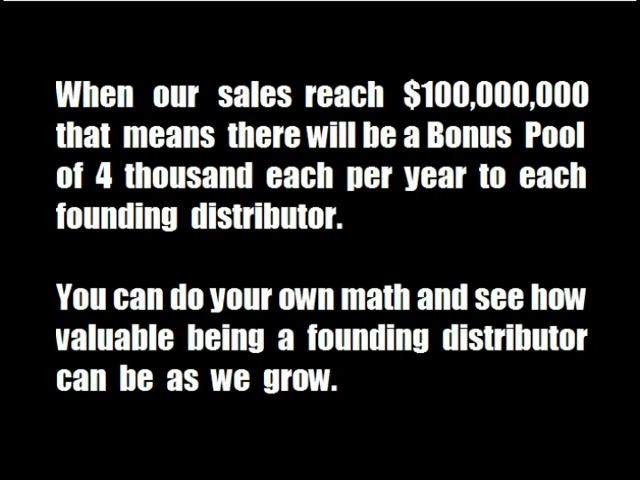 When our sales reach $100,000,000
that means there will be a Bonus Pool
of 4 thousand each per year to each
founding distributor.
You can do your own math and see how
valuable being a founding distributor
can be as we grow.